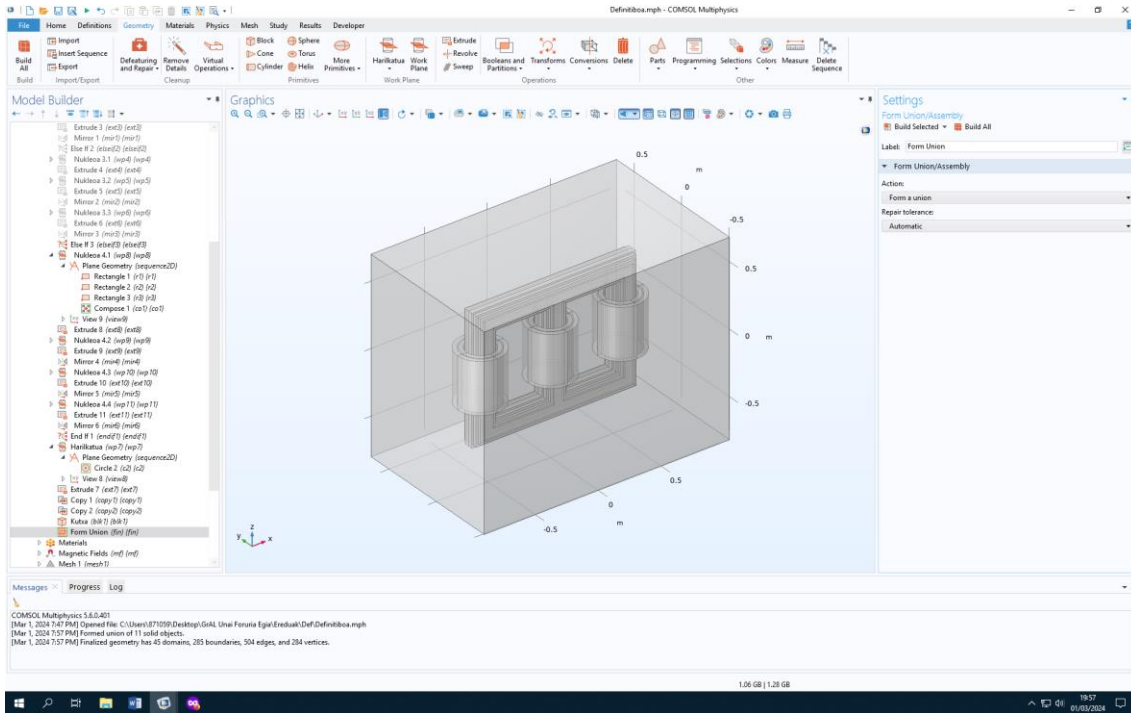 Definitiboa.mph - COMSOL Multiphysics
File Home Definitions Geometry Materials Physics Mesh Study Results Developer
Build All
Import
Insert Sequence
Export
Defeaturing and Repair
Remove Details
Virtual Operations
Block
Cone
Cylinder
Sphere
Torus
Helix
More Primitives
Harilkatua
Work Plane
Extrude
Revolve
Sweep
Booleans and Partitions
Transforms
Conversions
Delete
Parts
Programming
Selections
Colors
Measure
Delete Sequence
Build Import/Export Cleanup Primitives Work Plane Operations Other
Model Builder
Extrude 3 (ext3) {ext3}
Mirror 1 (mir1) {mir1}
Else If 2 (elseif2) {elseif2}
Nukleoa 3.1 (wp4) {wp4}
Extrude 4 (ext4) {ext4}
Nukleoa 3.2 (wp5) {wp5}
Extrude 5 (ext5) {ext5}
Mirror 2 (mir2) {mir2}
Nukleoa 3.3 (wp6) {wp6}
Extrude 6 (ext6) {ext6}
Mirror 3 (mir3) {mir3}
Else If 3 (elseif3) {elseif3}
Nukleoa 4.1 (wp8) {wp8}
Plane Geometry {sequence2D}
Rectangle 1 (r1) {r1}
Rectangle 2 (r2) {r2}
Rectangle 3 (r3) {r3}
Compose 1 (co1) {co1}
View 9 {view9}
Extrude 8 (ext8) {ext8}
Nukleoa 4.2 (wp9) {wp9}
Extrude 9 (ext9) {ext9}
Mirror 4 (mir4) {mir4}
Nukleoa 4.3 (wp10) {wp10}
Extrude 10 (ext10) {ext10}
Mirror 5 (mir5) {mir5}
Nukleoa 4.4 (wp11) {wp11}
Extrude 11 (ext11) {ext11}
Mirror 6 (mir6) {mir6}
End If 1 (endif1) {endif1}
Harilkatua (wp7) {wp7}
Plane Geometry {sequence2D}
Circle 2 (c2) {c2}
View 8 {view8}
Extrude 7 (ext7) {ext7}
Copy 1 (copy1) {copy1}
Copy 2 (copy2) {copy2}
Kutxa (blk1) {blk1}
Form Union (fin) {fin}
Materials
Magnetic Fields (mf) {mf}
Mesh 1 {mesh1}
Graphics
0.5
m
0
-0.5
0.5
0 m
-0.5
0.5
0
m
-0.5
z
y x
Settings
Form Union/Assembly
Build Selected Build All
Label: Form Union
Form Union/Assembly
Action:
Form a union
Repair tolerance:
Automatic
Messages Progress Log
COMSOL Multiphysics 5.6.0.401
[Mar 1, 2024 7:47 PM] Opened file: C:\Users\871059\Desktop\GrAL Unai Foruria Egia\Ereduak\Def\Definitiboa.mph
[Mar 1, 2024 7:57 PM] Formed union of 11 solid objects.
[Mar 1, 2024 7:57 PM] Finalized geometry has 45 domains, 285 boundaries, 504 edges, and 284 vertices.
1.06 GB | 1.28 GB
19:57
01/03/2024